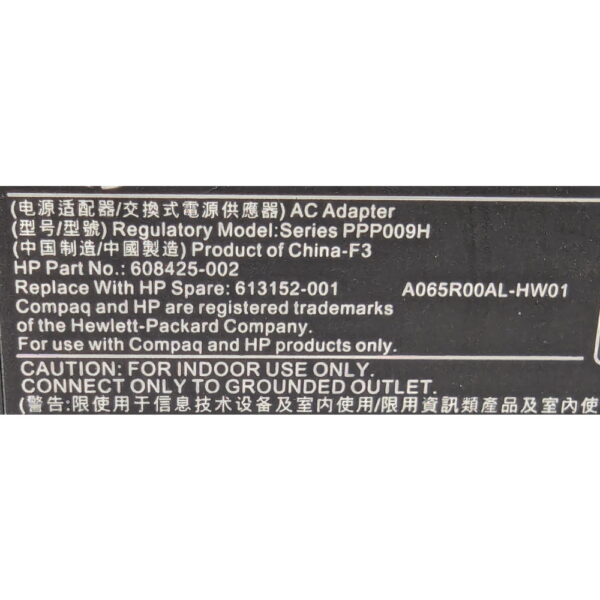 (电源适配器/交換式電源供應器) AC Adapter
(型号/型號) Regulatory Model:Series PPP009H
(中国制造/中國製造) Product of China-F3
HP Part No.: 608425-002
Replace With HP Spare: 613152-001 A065R00AL-HW01
Compaq and HP are registered trademarks
of the Hewlett-Packard Company.
For use with Compaq and HP products only.
CAUTION: FOR INDOOR USE ONLY.
CONNECT ONLY TO GROUNDED OUTLET.
(警告:限使用于信息技术设备及室内使用/限用資訊類產品及室內使